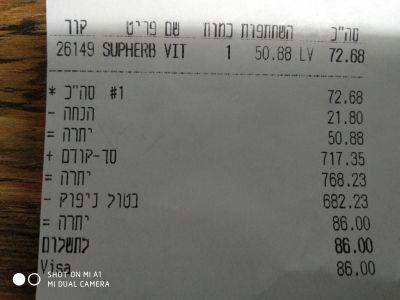 קוד שם פריט כמות השתתפות סה"כ
26149 SUPHERB VIT 1 50.88 LV 72.68
* סה"כ #1 72.68
- הנחה 21.80
= יתרה 50.88
+ סד-קודם 717.35
= יתרה 768.23
- בטול ניפוק 682.23
= יתרה 86.00
לתשלום 86.00
Visa 86.00
SHOT ON MI A1
MI DUAL CAMERA